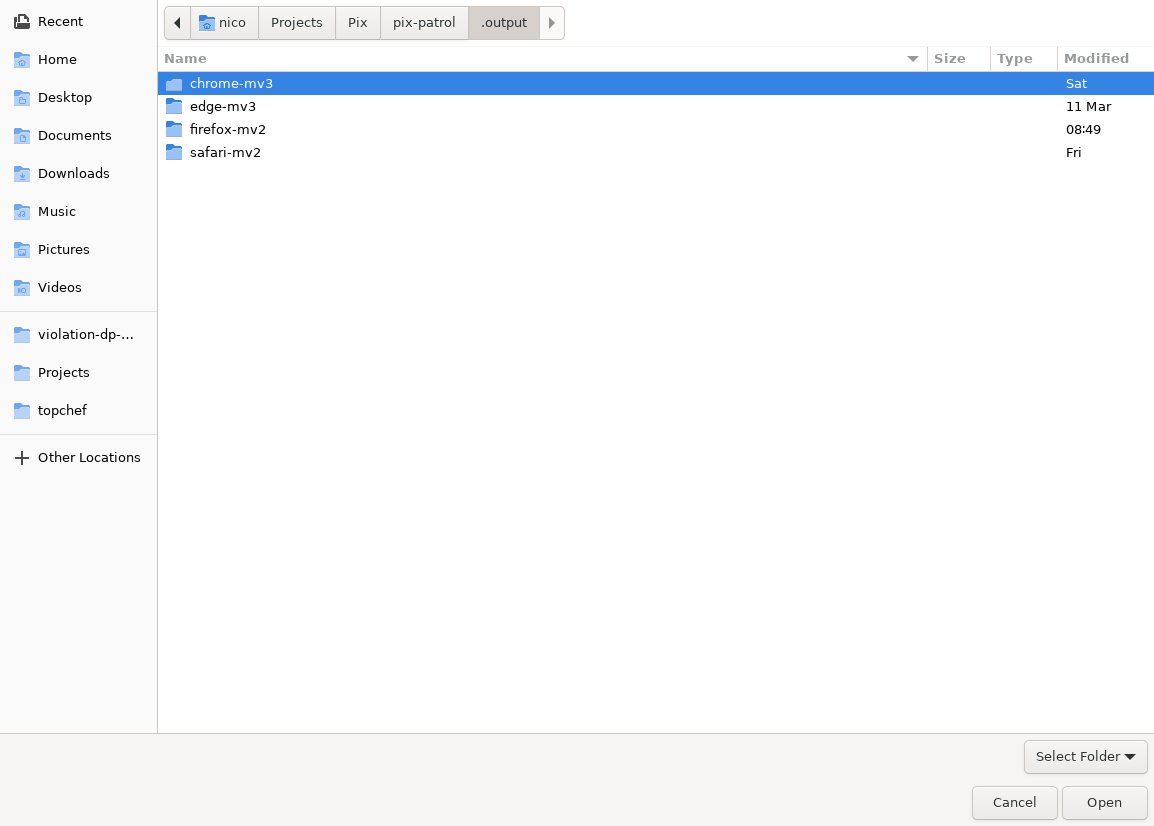 Recent
Home
Desktop
Documents
Downloads
Music
Pictures
Videos
violation-dp-...
Projects
topchef
Other Locations
nico Projects Pix pix-patrol .output
Name Size Type Modified
chrome-mv3 Sat
edge-mv3 11 Mar
firefox-mv2 08:49
safari-mv2 Fri
Select Folder
Cancel Open